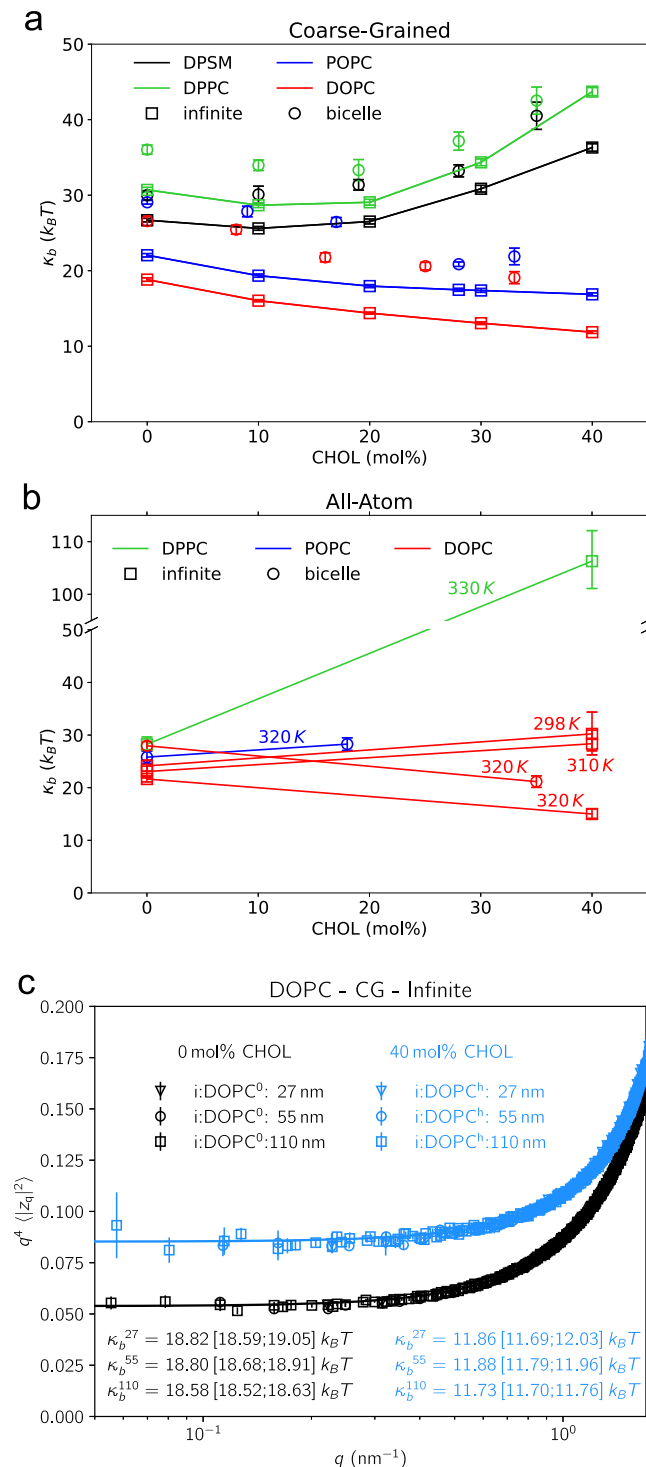 a
Coarse-Grained
DPSM
POPC
DPPC
DOPC
infinite
bicelle
50
40
30
20
10
0
κb (kBT)
0 10 20 30 40
CHOL (mol%)
b
All-Atom
DPPC
POPC
DOPC
infinite
bicelle
110
100
50
40
30
20
10
0
κb (kBT)
330 K
320 K
298 K
310 K
320 K
320 K
0 10 20 30 40
CHOL (mol%)
c
DOPC - CG - Infinite
0 mol% CHOL
40 mol% CHOL
i:DOPC⁰: 27 nm
i:DOPCʰ: 27 nm
i:DOPC⁰: 55 nm
i:DOPCʰ: 55 nm
i:DOPC⁰:110 nm
i:DOPCʰ:110 nm
0.200
0.175
0.150
0.125
0.100
0.075
0.050
0.025
0.000
q⁴ ⟨|zq|²⟩
κb²⁷ = 18.82 [18.59;19.05] kBT
κb²⁷ = 11.86 [11.69;12.03] kBT
κb⁵⁵ = 18.80 [18.68;18.91] kBT
κb⁵⁵ = 11.88 [11.79;11.96] kBT
κb¹¹⁰ = 18.58 [18.52;18.63] kBT
κb¹¹⁰ = 11.73 [11.70;11.76] kBT
10⁻¹ 10⁰
q (nm⁻¹)